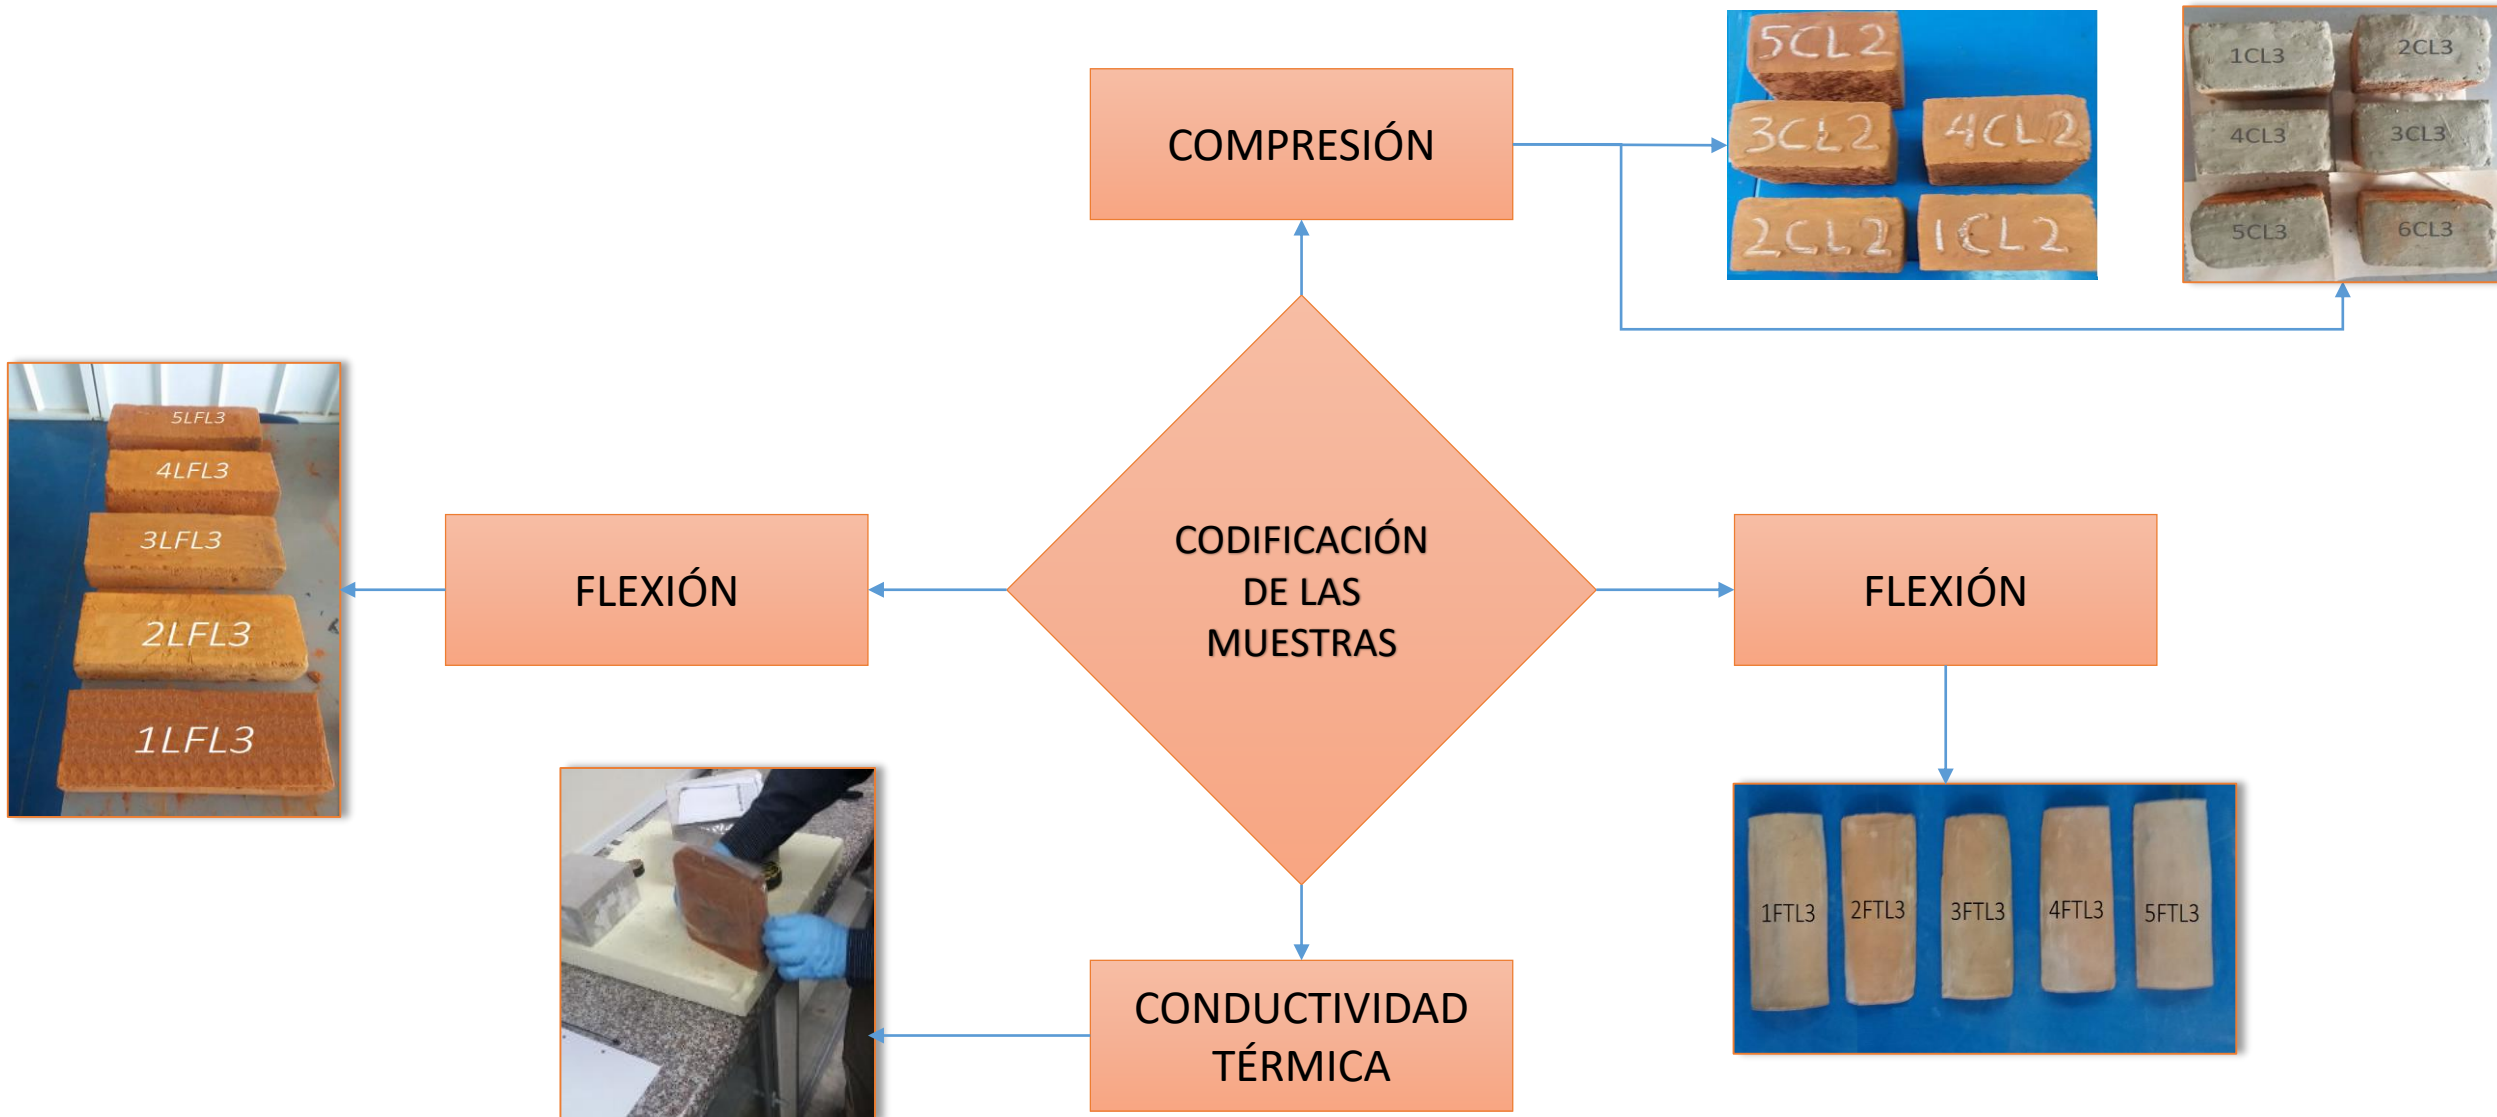 COMPRESIÓN
5CL2
3CL2
4CL2
2CL2
1CL2
1CL3
2CL3
4CL3
3CL3
5CL3
6CL3
5LFL3
4LFL3
3LFL3
2LFL3
1LFL3
FLEXIÓN
CODIFICACIÓN
DE LAS
MUESTRAS
FLEXIÓN
1FTL3
2FTL3
3FTL3
4FTL3
5FTL3
CONDUCTIVIDAD
TÉRMICA